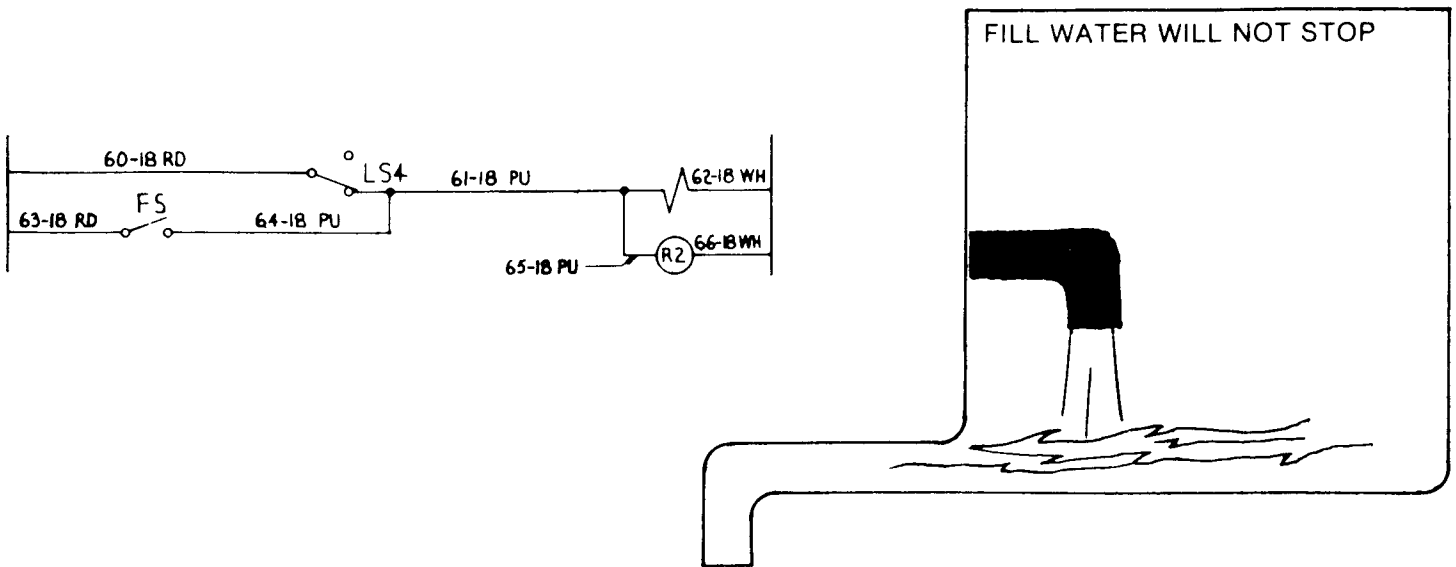 FILL WATER WILL NOT STOP
60-18 RD
LS4
61-18 PU
62-18 WH
63-18 RD
FS
64-18 PU
65-18 PU
R2
66-18 WH